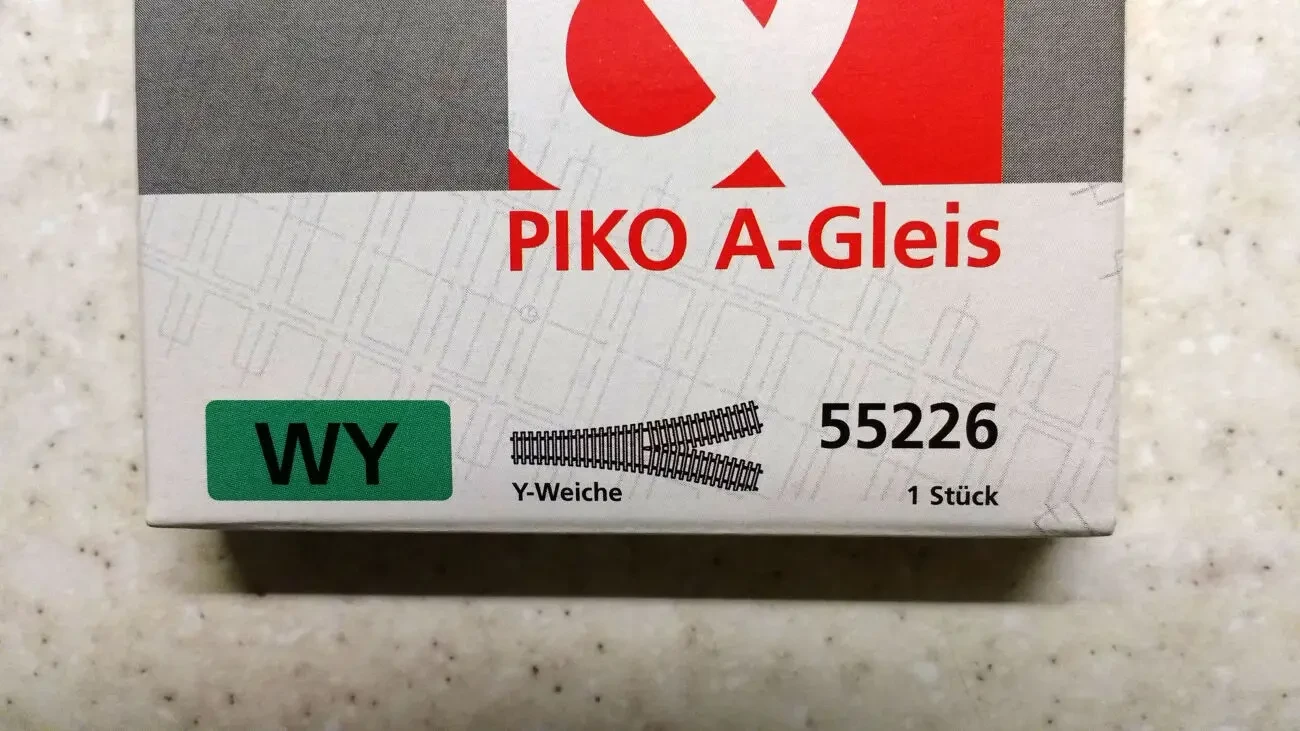 &
PIKO A-Gleis
WY
55226
Y-Weiche
1 Stück